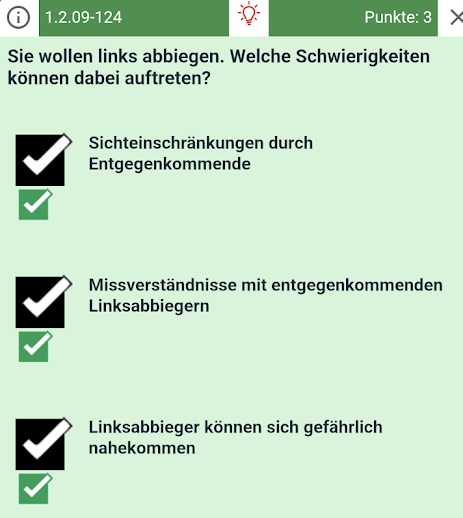 1.2.09-124
Punkte: 3
Sie wollen links abbiegen. Welche Schwierigkeiten
können dabei auftreten?
Sichteinschränkungen durch
Entgegenkommende
Missverständnisse mit entgegenkommenden
Linksabbiegern
Linksabbieger können sich gefährlich
nahekommen